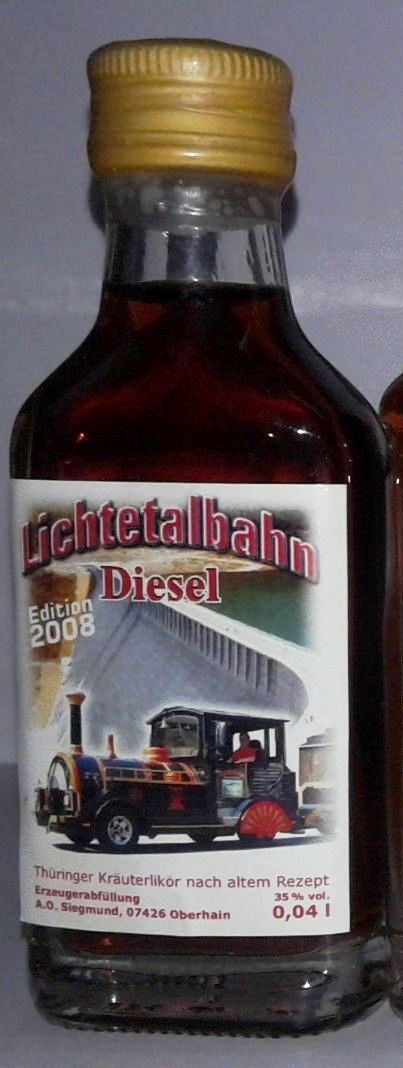 Lichtetalbahn
Diesel
Edition
2008
Thüringer Kräuterlikör nach altem Rezept
Erzeugerabfüllung 35 % vol.
A.O. Siegmund, 07426 Oberhain 0,04 l